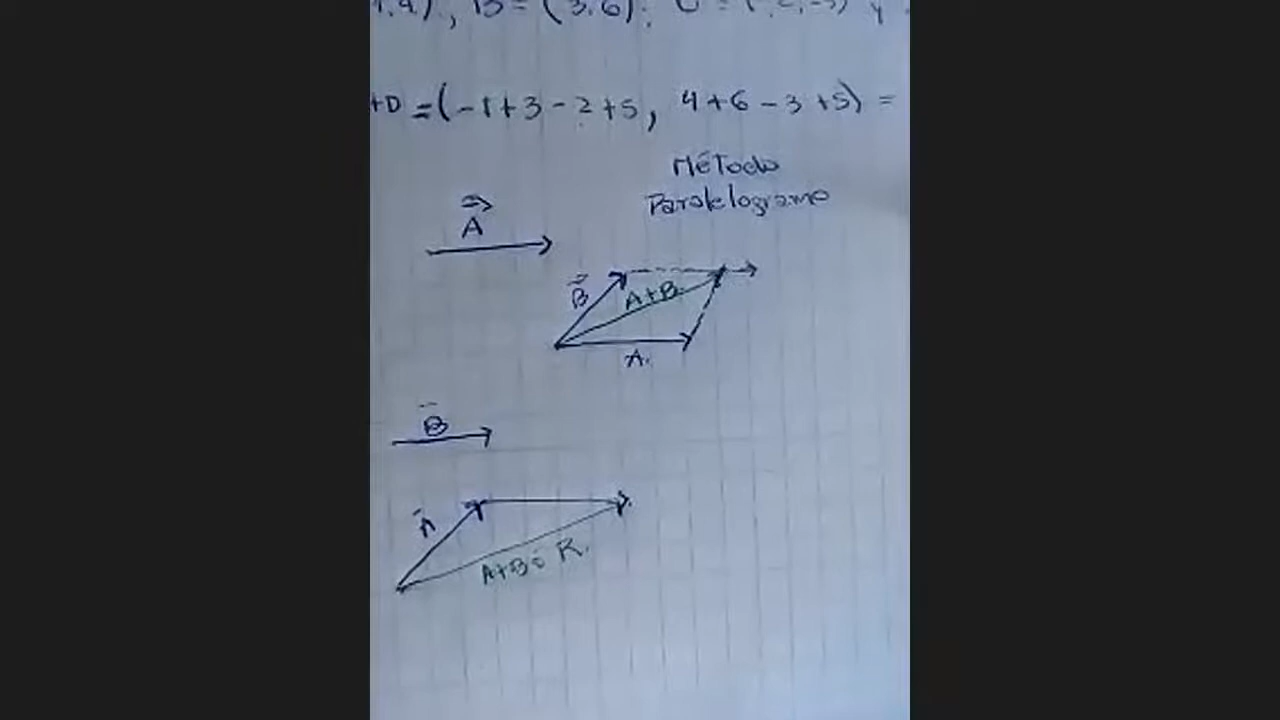 , B = (3,6);
+D = (-1+3-2+5, 4+6-3+5) =
Método
Paralelogramo
A
B
A+B
A.
B
A
A+B= R.